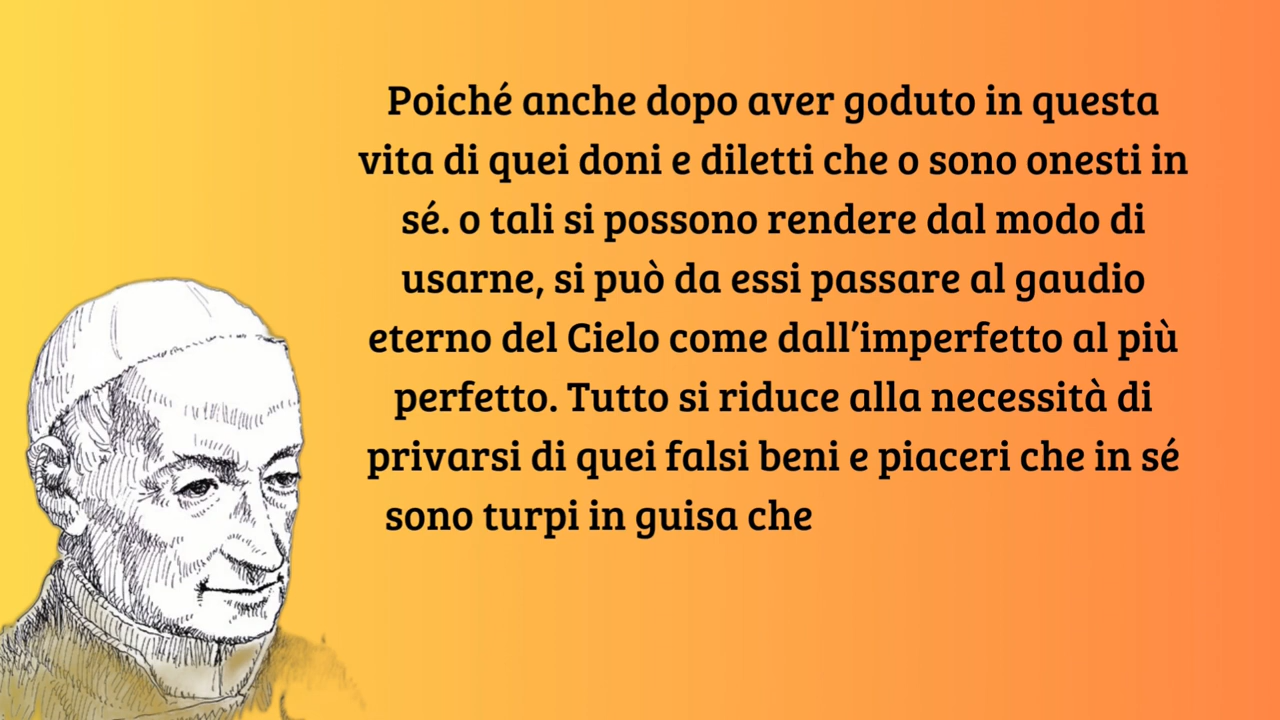 Poiché anche dopo aver goduto in questa
vita di quei doni e diletti che o sono onesti in
sé. o tali si possono rendere dal modo di
usarne, si può da essi passare al gaudio
eterno del Cielo come dall’imperfetto al più
perfetto. Tutto si riduce alla necessità di
privarsi di quei falsi beni e piaceri che in sé
sono turpi in guisa che